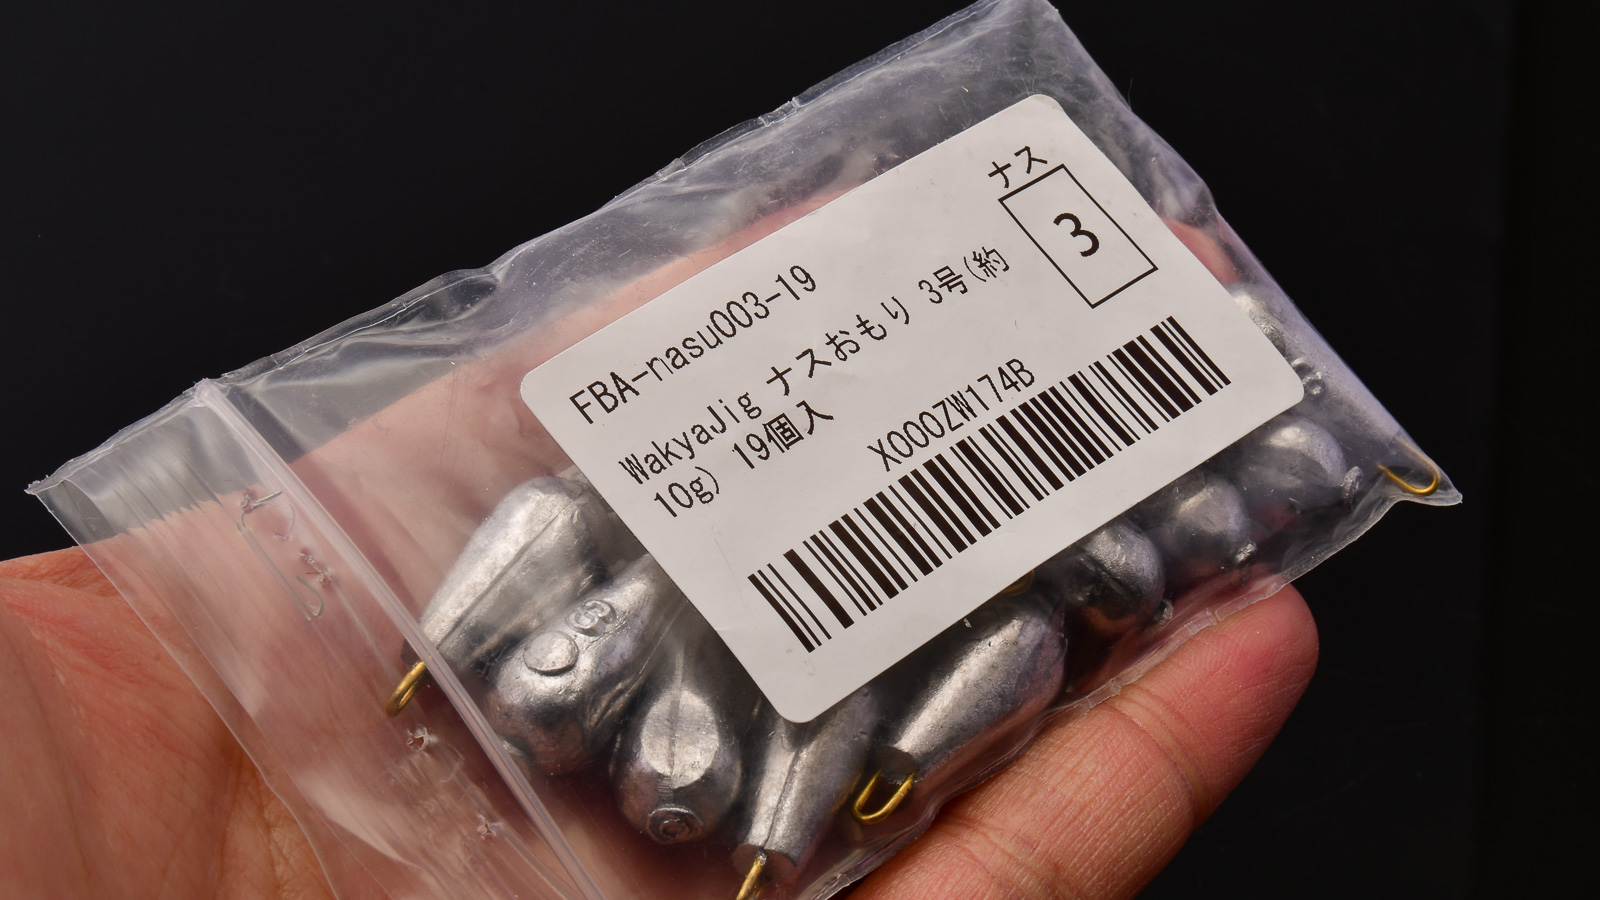 ナス
3
FBA-nasu003-19
WakyaJig ナスおもり 3号(約
10g) 19個入
X000ZW174B
3